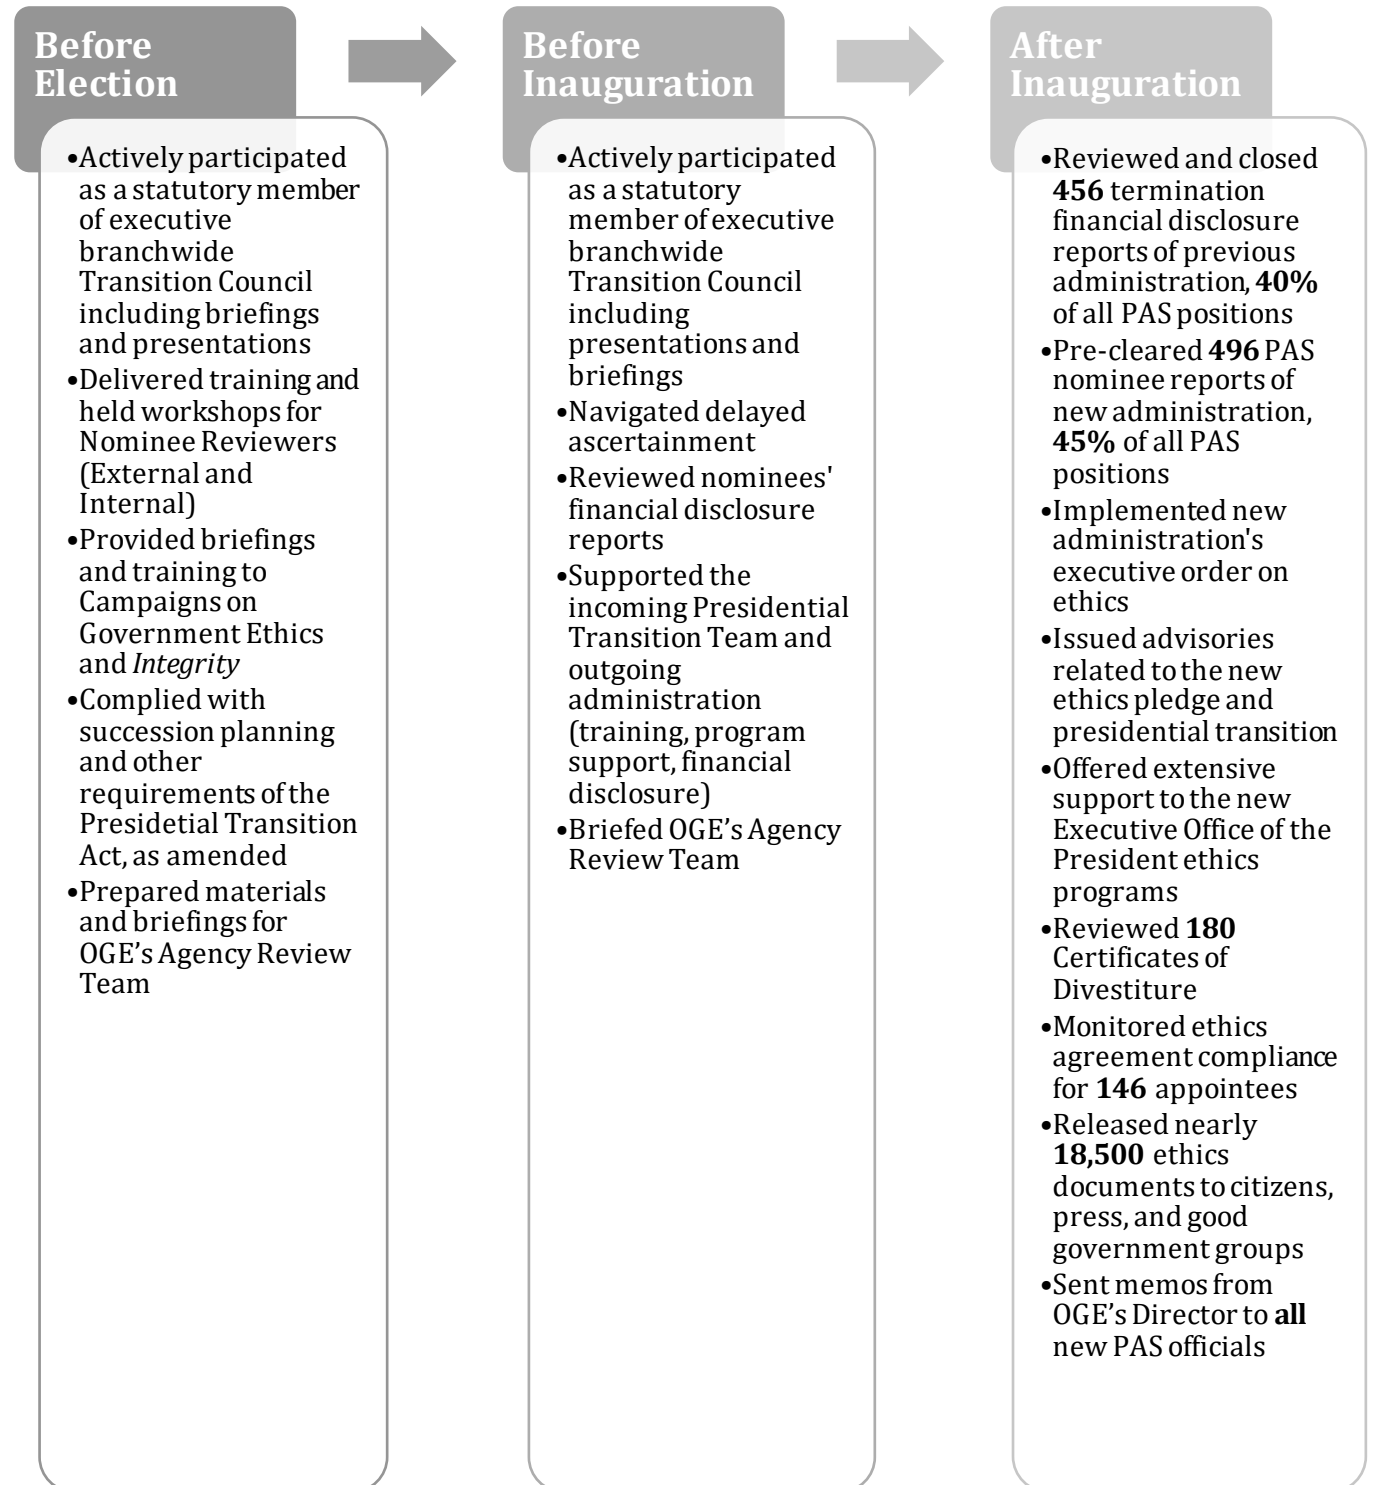 Before
Election
•Actively participated
as a statutory member
of executive
branchwide
Transition Council
including briefings
and presentations
•Delivered training and
held workshops for
Nominee Reviewers
(External and
Internal)
•Provided briefings
and training to
Campaigns on
Government Ethics
and Integrity
•Complied with
succession planning
and other
requirements of the
Presidetial Transition
Act, as amended
•Prepared materials
and briefings for
OGE’s Agency Review
Team
Before
Inauguration
•Actively participated
as a statutory
member of executive
branchwide
Transition Council
including
presentations and
briefings
•Navigated delayed
ascertainment
•Reviewed nominees'
financial disclosure
reports
•Supported the
incoming Presidential
Transition Team and
outgoing
administration
(training, program
support, financial
disclosure)
•Briefed OGE’s Agency
Review Team
After
Inauguration
•Reviewed and closed
456 termination
financial disclosure
reports of previous
administration, 40%
of all PAS positions
•Pre-cleared 496 PAS
nominee reports of
new administration,
45% of all PAS
positions
•Implemented new
administration's
executive order on
ethics
•Issued advisories
related to the new
ethics pledge and
presidential transition
•Offered extensive
support to the new
Executive Office of the
President ethics
programs
•Reviewed 180
Certificates of
Divestiture
•Monitored ethics
agreement compliance
for 146 appointees
•Released nearly
18,500 ethics
documents to citizens,
press, and good
government groups
•Sent memos from
OGE’s Director to all
new PAS officials